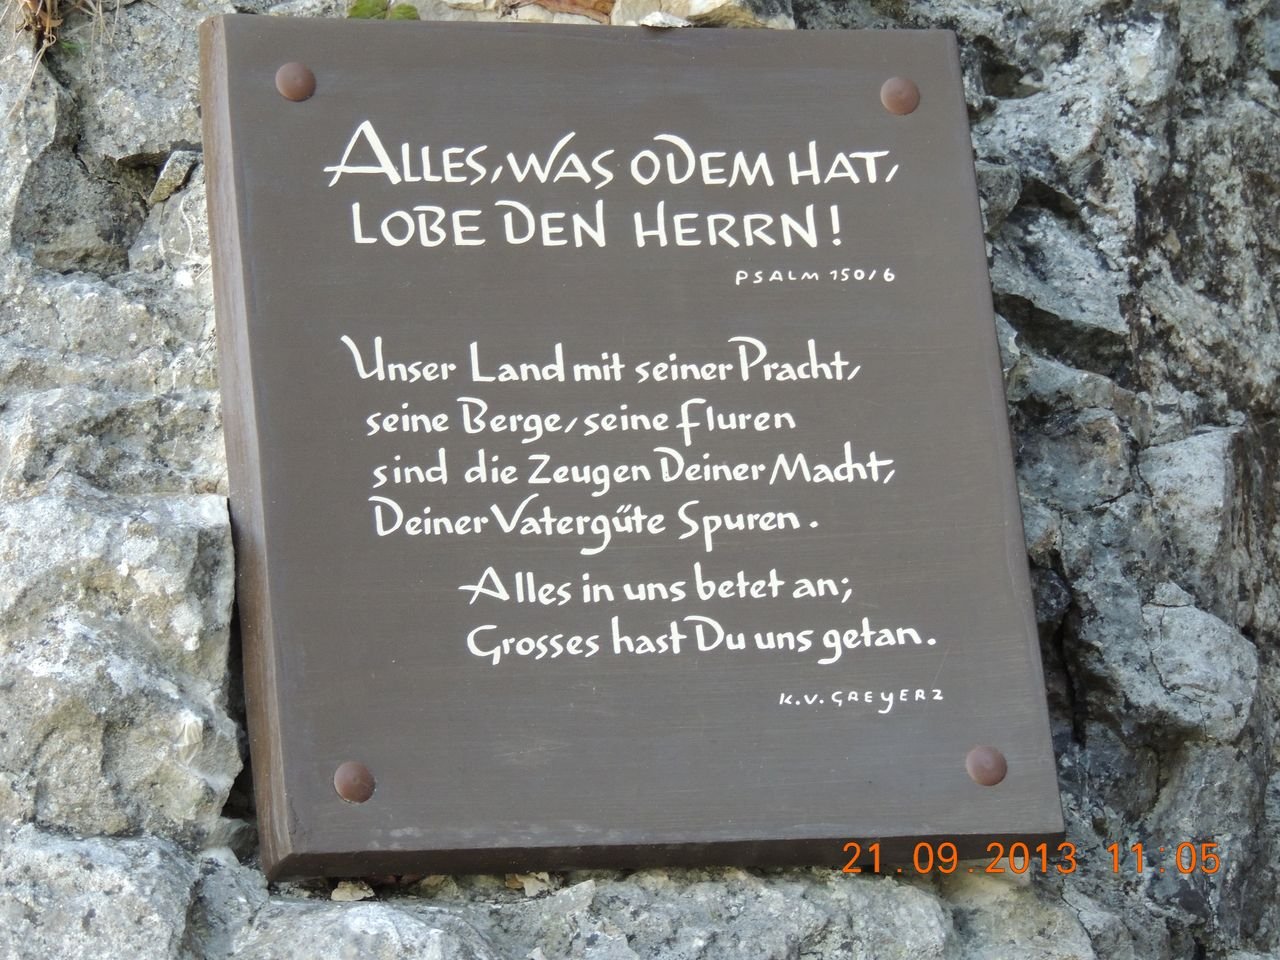 ALLES, WAS ODEM HAT,
LOBE DEN HERRN!
PSALM 150/6
Unser Land mit seiner Pracht,
seine Berge, seine Fluren
sind die Zeugen Deiner Macht,
Deiner Vatergüte Spuren.
Alles in uns betet an;
Grosses hast Du uns getan.
K.V. GREYERZ
21.09.2013 11:05